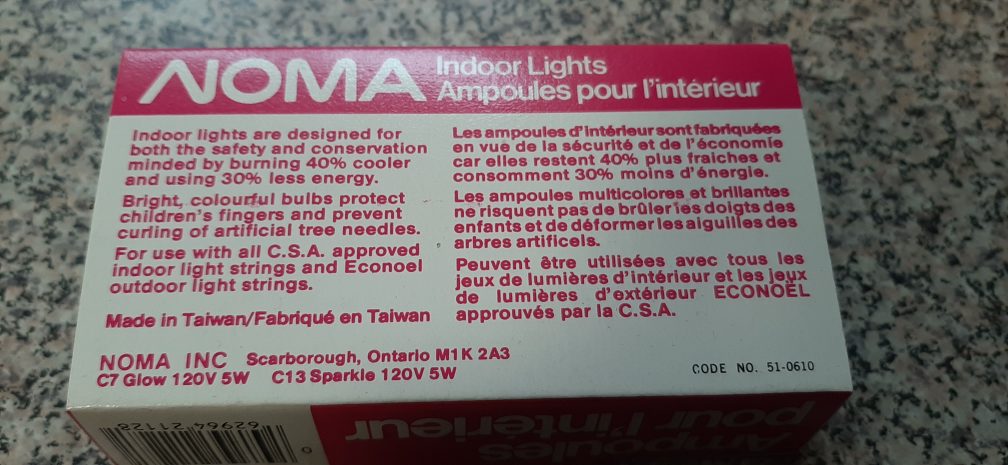 NOMA
Indoor Lights
Ampoules pour l'intérieur
Indoor lights are designed for
both the safety and conservation
minded by burning 40% cooler
and using 30% less energy.
Bright, colourful bulbs protect
children's fingers and prevent
curling of artificial tree needles.
For use with all C.S.A. approved
indoor light strings and Econoel
outdoor light strings.
Made in Taiwan/Fabriqué en Taiwan
Les ampoules d'intérieur sont fabriquées
en vue de la sécurité et de l'économie
car elles restent 40% plus fraiches et
consomment 30% moins d'énergie.
Les ampoules multicolores et brillantes
ne risquent pas de brûler les doigts des
enfants et de déformer les aiguilles des
arbres artificels.
Peuvent être utilisées avec tous les
jeux de lumières d'intérieur et les jeux
de lumières d'extérieur ECONOËL
approuvés par la C.S.A.
NOMA INC Scarborough, Ontario M1K 2A3
C7 Glow 120V 5W C13 Sparkle 120V 5W
CODE NO. 51-0610
62964 21128
0
Ampoules
pour l'intérieur